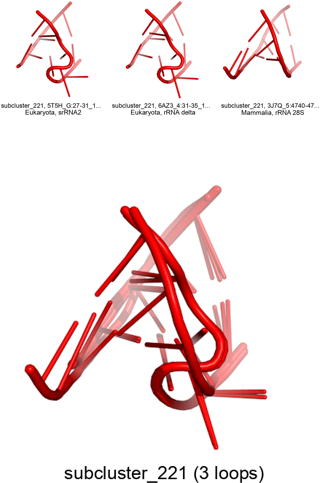 subcluster_221, 5T5H_G:27-31_1...
Eukaryota, srRNA2
subcluster_221, 6AZ3_4:31-35_1...
Eukaryota, rRNA delta
subcluster_221, 3J7Q_5:4740-47...
Mammalia, rRNA 28S
subcluster_221 (3 loops)